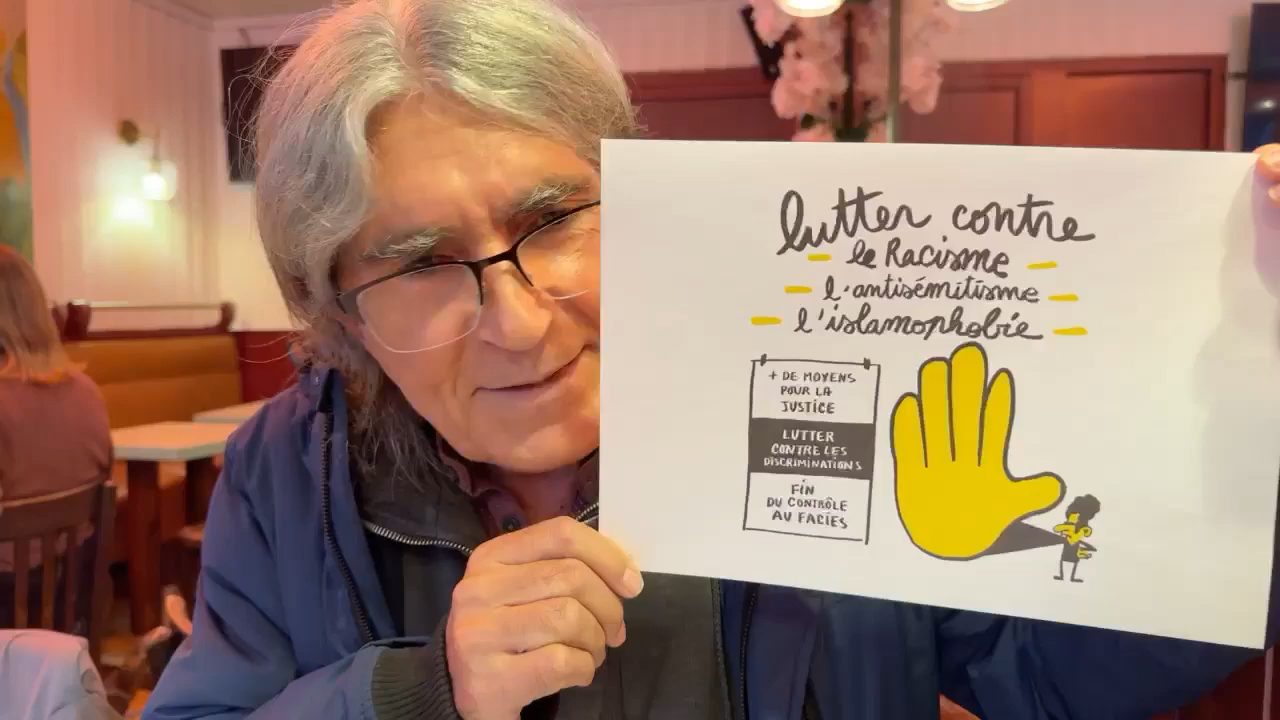 lutter contre
le Racisme
l'antisémitisme
l'islamophobie
+ DE MOYENS
POUR LA
JUSTICE
LUTTER
CONTRE LES
DISCRIMINATIONS
FIN
DU CONTRÔLE
AU FACIES